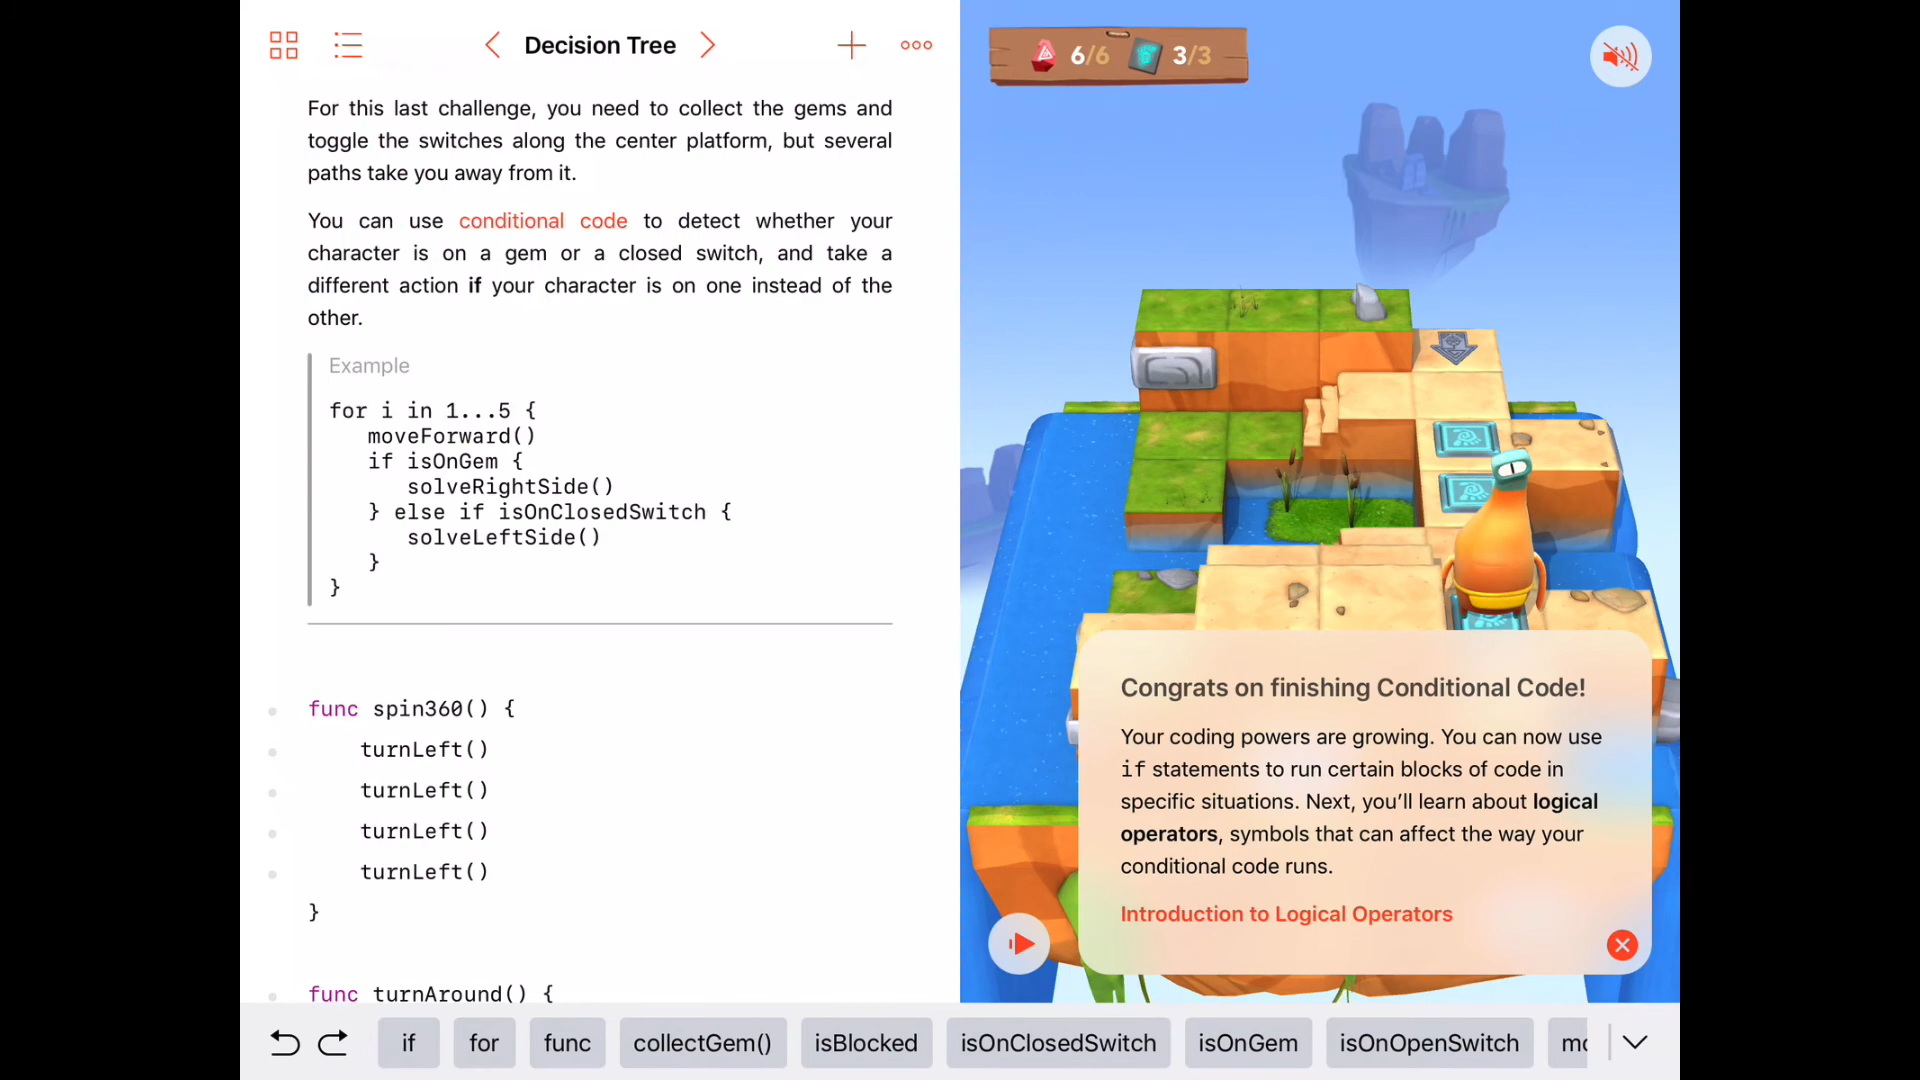 Decision Tree
For this last challenge, you need to collect the gems and
toggle the switches along the center platform, but several
paths take you away from it.
You can use conditional code to detect whether your
character is on a gem or a closed switch, and take a
different action if your character is on one instead of the
other.
Example
for i in 1...5 {
moveForward()
if isOnGem {
solveRightSide()
} else if isOnClosedSwitch {
solveLeftSide()
}
}
func spin360() {
turnLeft()
turnLeft()
turnLeft()
turnLeft()
}
func turnAround() {
6/6 3/3
Congrats on finishing Conditional Code!
Your coding powers are growing. You can now use
if statements to run certain blocks of code in
specific situations. Next, you’ll learn about logical
operators, symbols that can affect the way your
conditional code runs.
Introduction to Logical Operators
if for func collectGem() isBlocked isOnClosedSwitch isOnGem isOnOpenSwitch